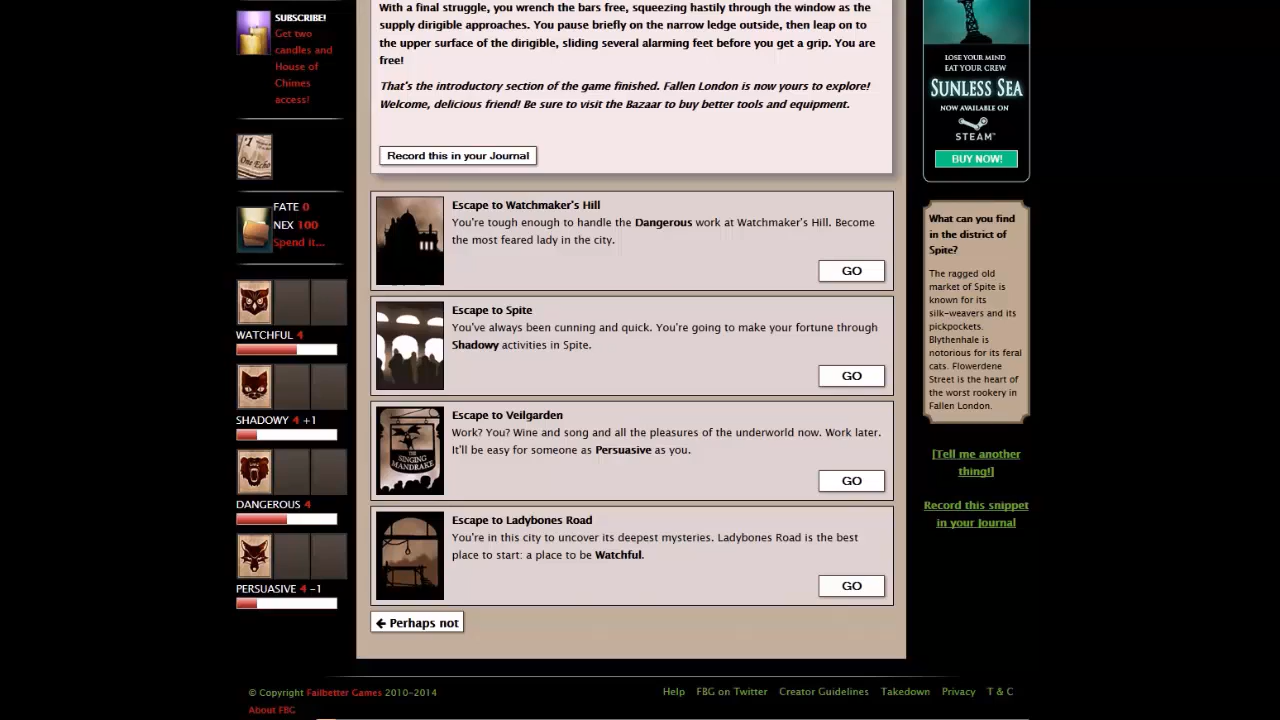 SUBSCRIBE!
Get two
candles and
House of
Chimes
access!
#1
One Echo
FATE 0
NEX 100
Spend it...
WATCHFUL 4
SHADOWY 4 +1
DANGEROUS 4
PERSUASIVE 4 -1
With a final struggle, you wrench the bars free, squeezing hastily through the window as the
supply dirigible approaches. You pause briefly on the narrow ledge outside, then leap on to
the upper surface of the dirigible, sliding several alarming feet before you get a grip. You are
free!
That's the introductory section of the game finished. Fallen London is now yours to explore!
Welcome, delicious friend! Be sure to visit the Bazaar to buy better tools and equipment.
Record this in your Journal
Escape to Watchmaker's Hill
You're tough enough to handle the Dangerous work at Watchmaker's Hill. Become
the most feared lady in the city.
GO
Escape to Spite
You've always been cunning and quick. You're going to make your fortune through
Shadowy activities in Spite.
GO
THE
SINGING
MANDRAKE
Escape to Veilgarden
Work? You? Wine and song and all the pleasures of the underworld now. Work later.
It'll be easy for someone as Persuasive as you.
GO
Escape to Ladybones Road
You're in this city to uncover its deepest mysteries. Ladybones Road is the best
place to start: a place to be Watchful.
GO
← Perhaps not
LOSE YOUR MIND
EAT YOUR CREW
SUNLESS SEA
NOW AVAILABLE ON
STEAM™
BUY NOW!
What can you find
in the district of
Spite?
The ragged old
market of Spite is
known for its
silk-weavers and its
pickpockets.
Blythenhale is
notorious for its feral
cats. Flowerdene
Street is the heart of
the worst rookery in
Fallen London.
[Tell me another
thing!]
Record this snippet
in your Journal
© Copyright Failbetter Games 2010-2014
About FBG
Help FBG on Twitter Creator Guidelines Takedown Privacy T & C